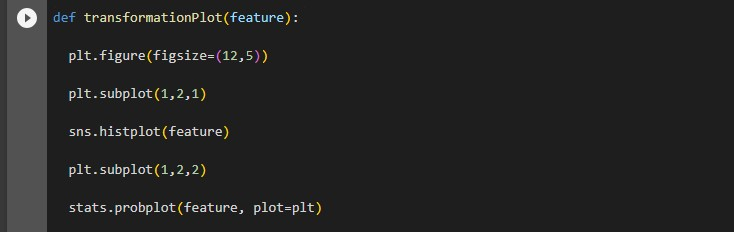 def transformationPlot(feature):
plt.figure(figsize=(12,5))
plt.subplot(1,2,1)
sns.histplot(feature)
plt.subplot(1,2,2)
stats.probplot(feature, plot=plt)